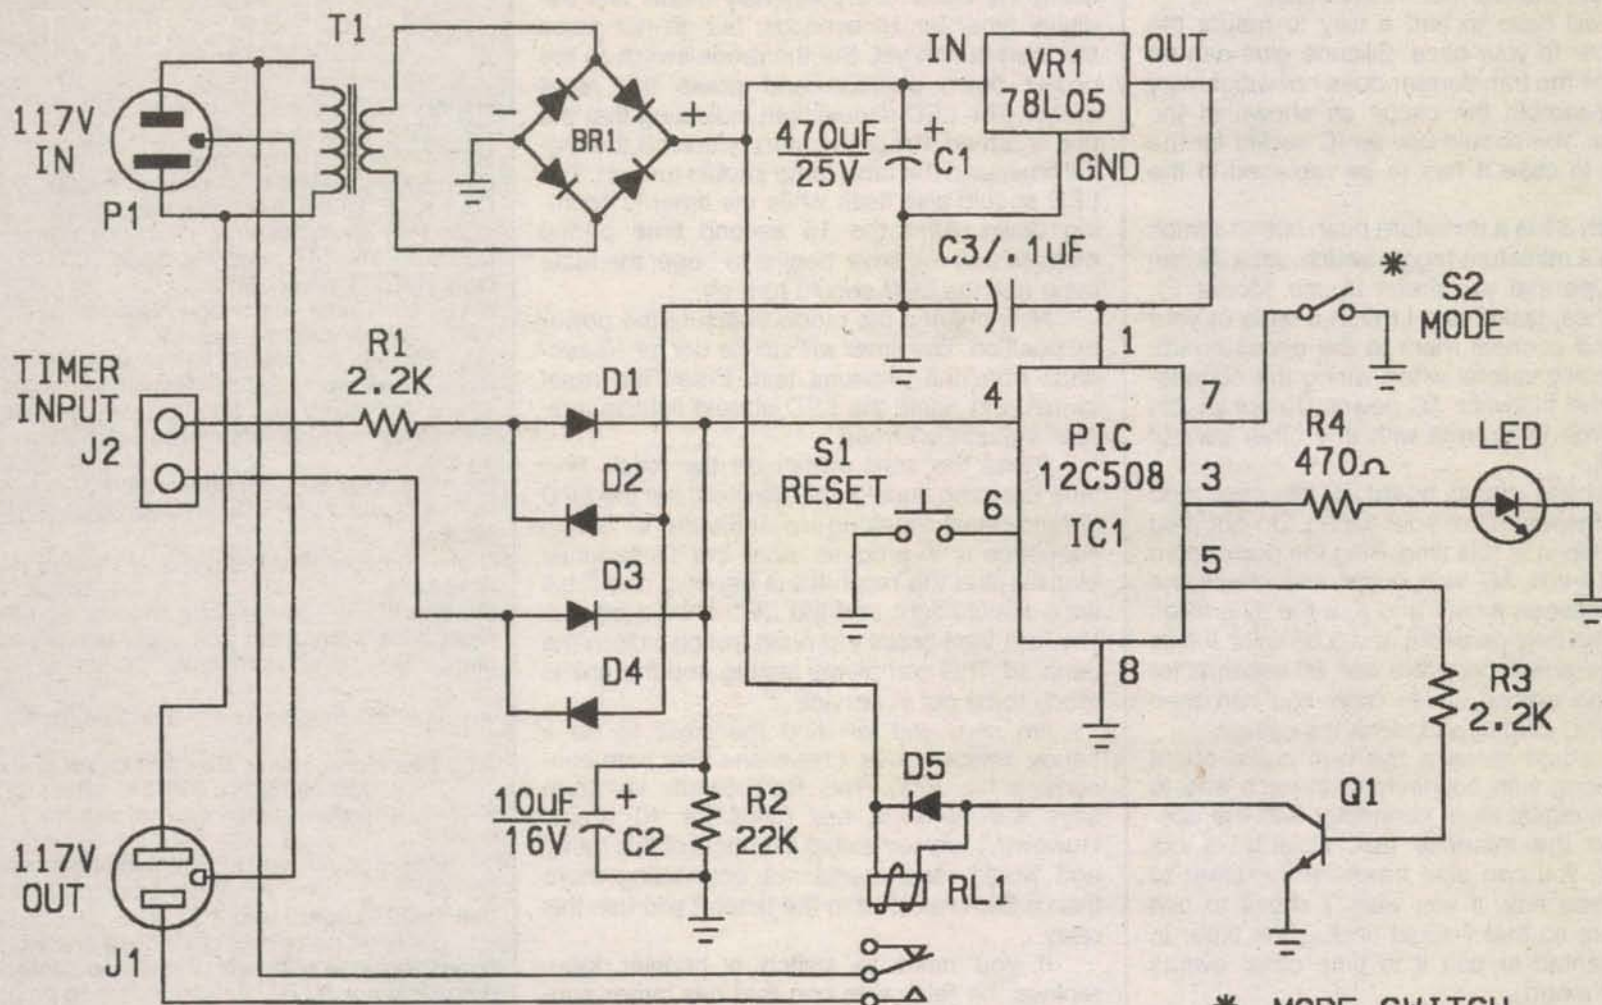 T1
117V
IN
P1
-
BR1
+
IN
OUT
VR1
78L05
GND
470uF
25V
+
C1
C3/.1uF
*
S2
MODE
TIMER
INPUT
J2
R1
2.2K
D1
D2
D3
D4
S1
RESET
4
6
1
7
3
5
8
PIC
12C508
IC1
R4
470Ω
LED
R3
2.2K
10uF
16V
+
C2
R2
22K
D5
RL1
Q1
117V
OUT
J1
* MODE SWITCH